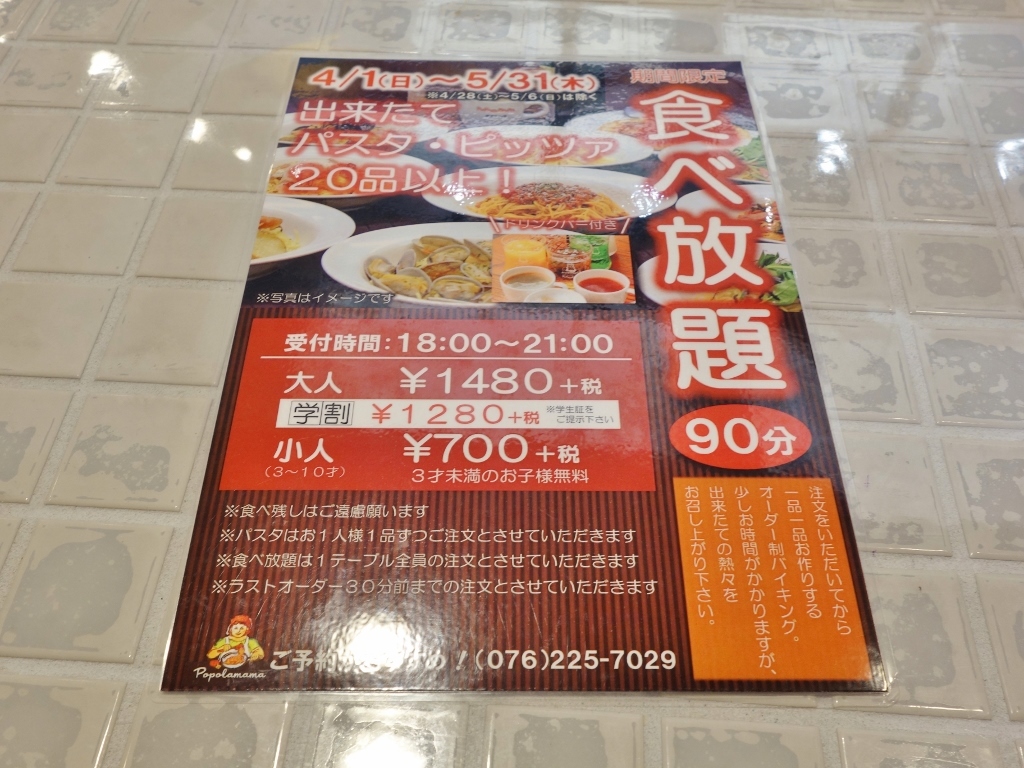 4/1(日)～5/31(木)
※4/28(土)～5/6(日)は除く
期間限定
食べ放題
90分
出来たて
パスタ・ピッツァ
20品以上！
ドリンクバー付き
※写真はイメージです
受付時間：18:00～21:00
大人 ￥1480＋税
学割 ￥1280＋税 ※学生証を
ご提示下さい
小人 ￥700＋税
(3～10才) 3才未満のお子様無料
※食べ残しはご遠慮願います
※パスタはお1人様1品ずつご注文とさせていただきます
※食べ放題は1テーブル全員の注文とさせていただきます
※ラストオーダー30分前までの注文とさせていただきます
注文をいただいてから
一品一品お作りする
オーダー制バイキング。
少しお時間がかかりますが、
出来たての熱々を
お召し上がり下さい。
Popolamama
ご予約 め！(076)225-7029